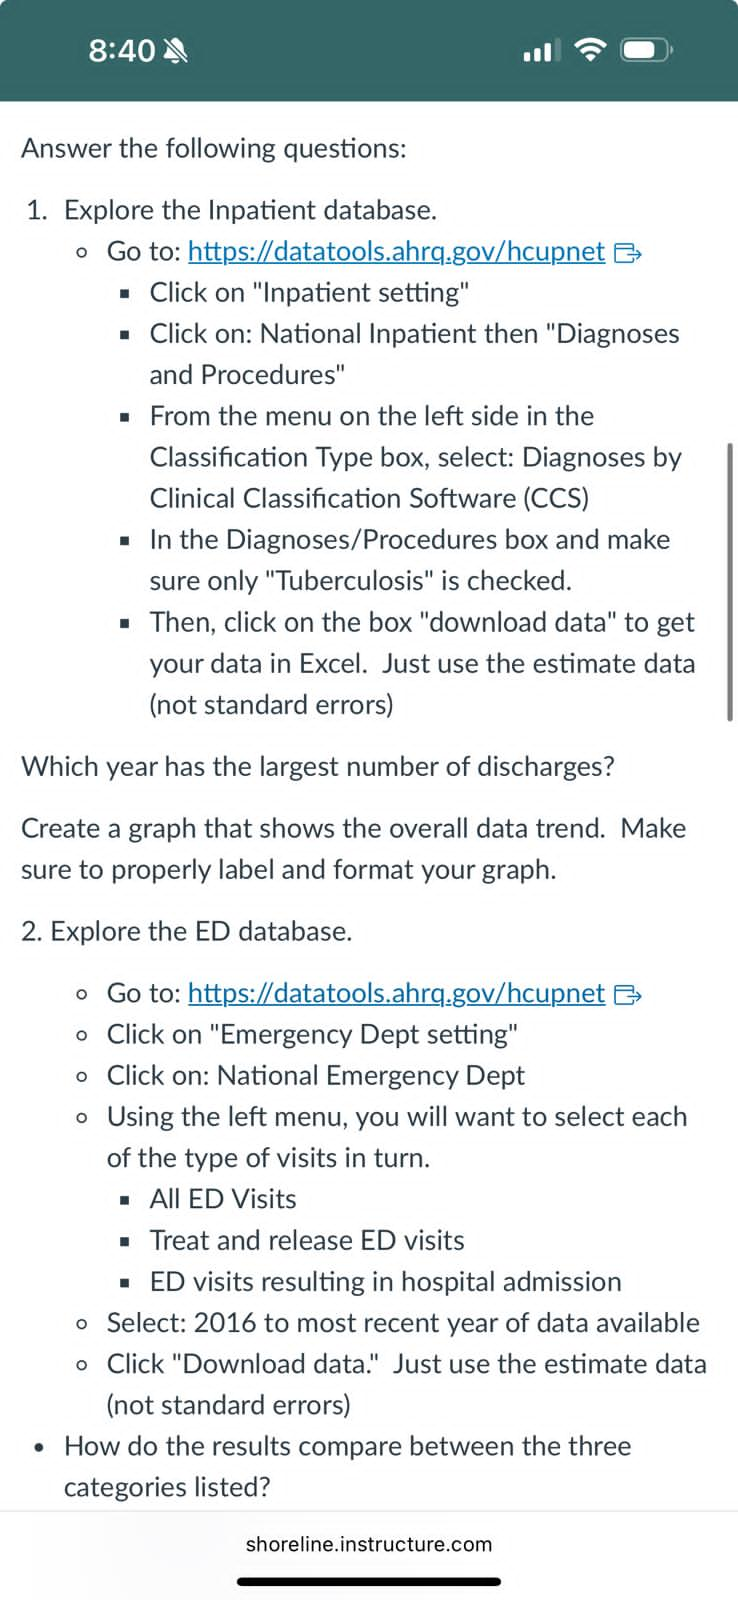 8:40
Answer the following questions:
1. Explore the Inpatient database.
Go to: https://datatools.ahrq.gov/hcupnet
Click on "Inpatient setting"
Click on: National Inpatient then "Diagnoses
and Procedures"
From the menu on the left side in the
Classification Type box, select: Diagnoses by
Clinical Classification Software (CCS)
In the Diagnoses/Procedures box and make
sure only "Tuberculosis" is checked.
Then, click on the box "download data" to get
your data in Excel.  Just use the estimate data
(not standard errors)
Which year has the largest number of discharges?
Create a graph that shows the overall data trend.  Make
sure to properly label and format your graph.
2. Explore the ED database.
Go to: https://datatools.ahrq.gov/hcupnet
Click on "Emergency Dept setting"
Click on: National Emergency Dept
Using the left menu, you will want to select each
of the type of visits in turn.
All ED Visits
Treat and release ED visits
ED visits resulting in hospital admission
Select: 2016 to most recent year of data available
Click "Download data."  Just use the estimate data
(not standard errors)
How do the results compare between the three
categories listed?
shoreline.instructure.com